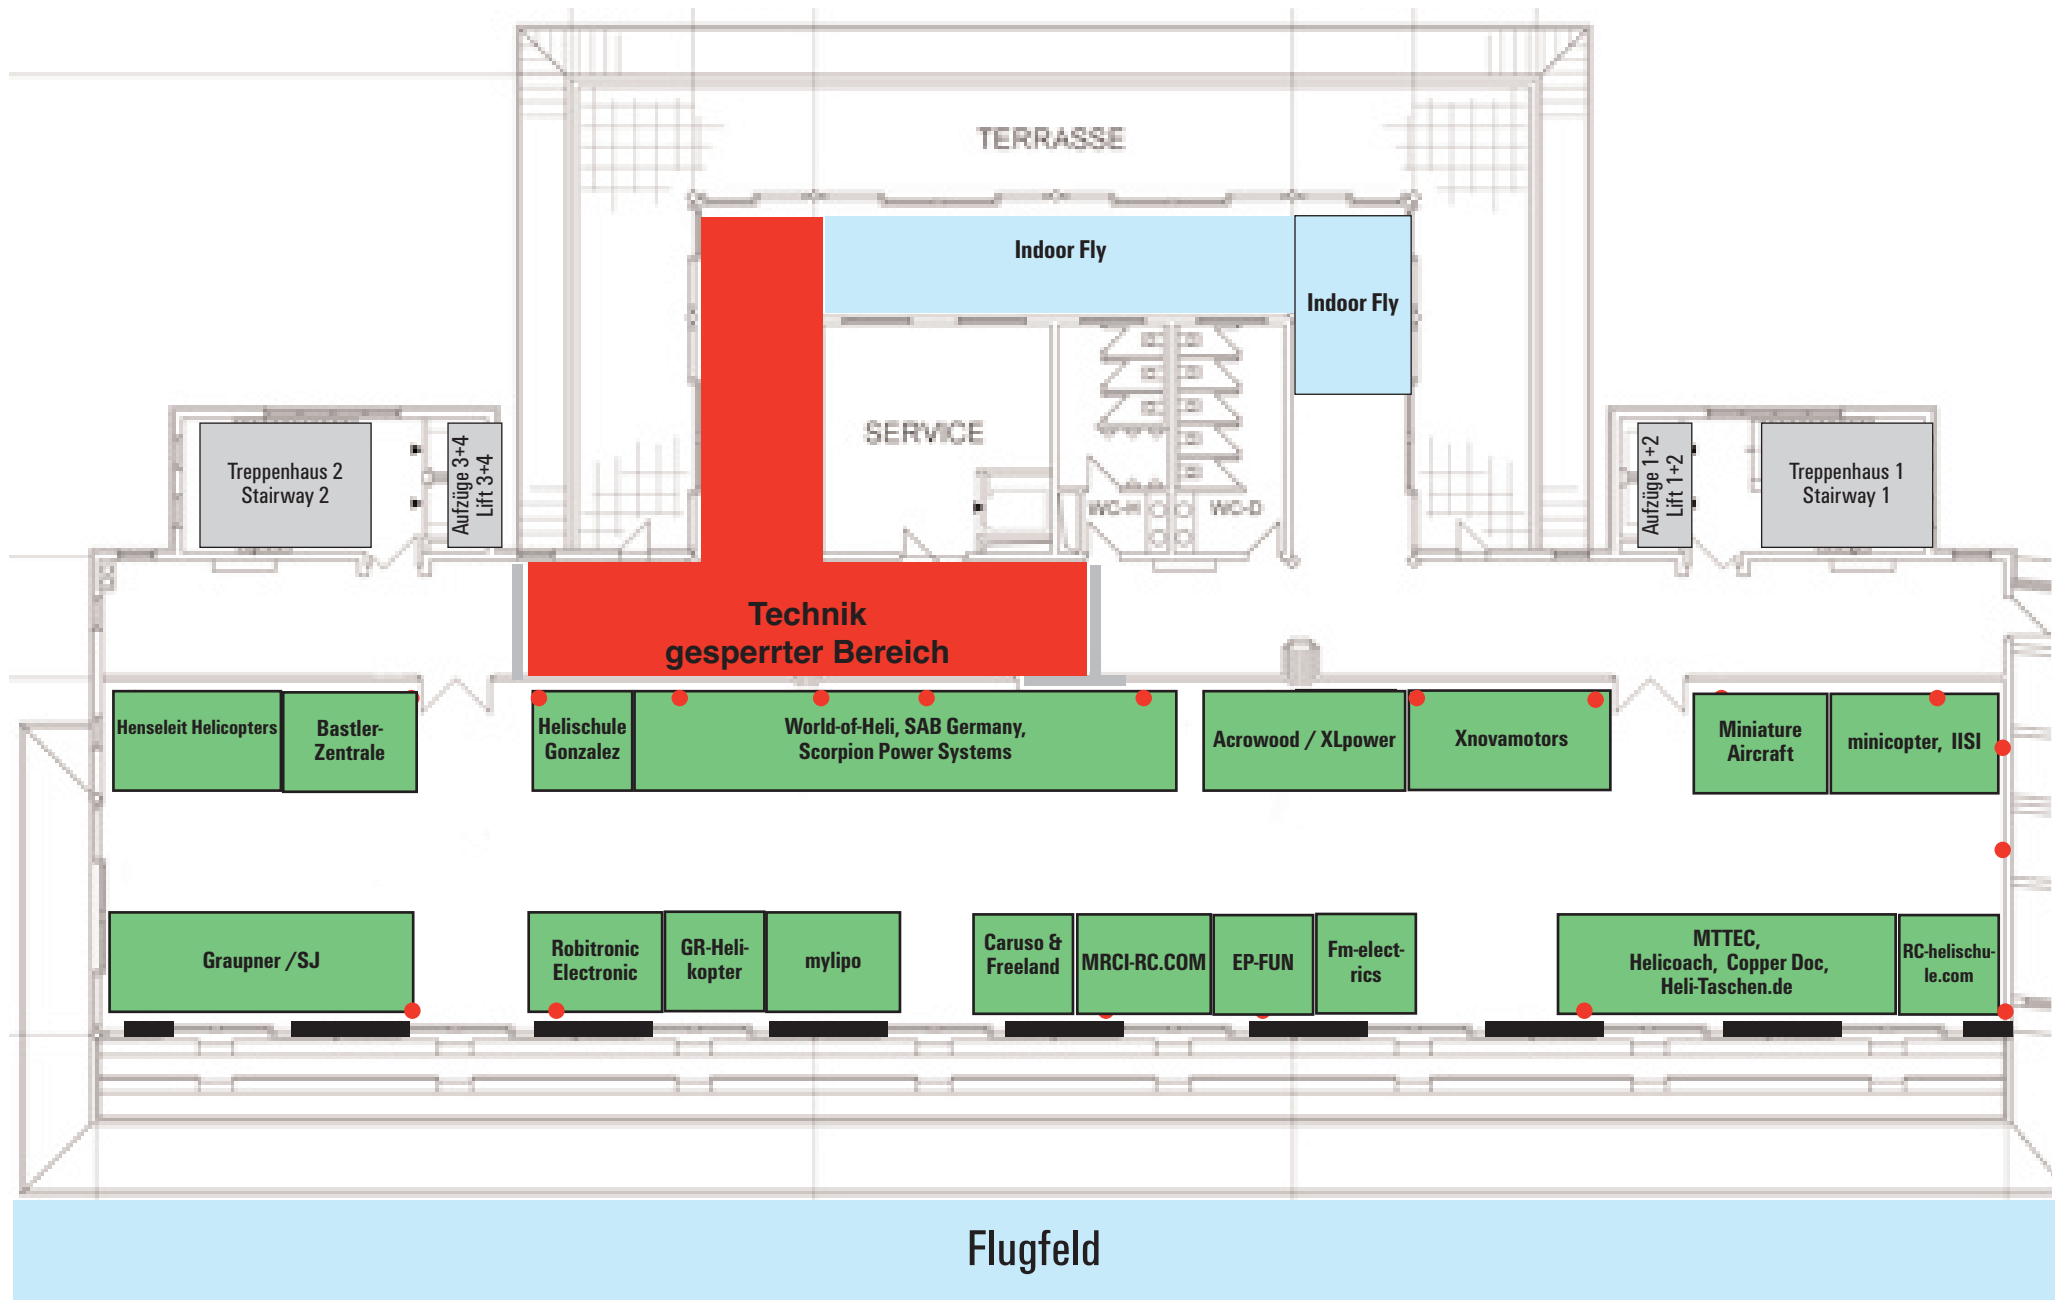 TERRASSE
Indoor Fly
Indoor Fly
SERVICE
Treppenhaus 2
Stairway 2
Aufzüge 3+4
Lift 3+4
Aufzüge 1+2
Lift 1+2
Treppenhaus 1
Stairway 1
WC-H
WC-D
Technik
gesperrter Bereich
Henseleit Helicopters
Bastler-
Zentrale
Helischule
Gonzalez
World-of-Heli, SAB Germany,
Scorpion Power Systems
Acrowood / XLpower
Xnovamotors
Miniature
Aircraft
minicopter, IISI
Graupner /SJ
Robitronic
Electronic
GR-Heli-
kopter
mylipo
Caruso &
Freeland
MRCI-RC.COM
EP-FUN
Fm-elect-
rics
MTTEC,
Helicoach, Copper Doc,
Heli-Taschen.de
RC-helischu-
le.com
Flugfeld